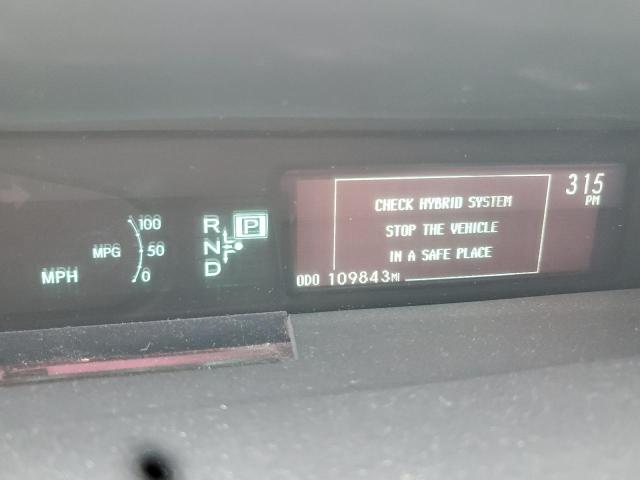 100
MPG 50
MPH 0
R P
N
D
CHECK HYBRID SYSTEM
STOP THE VEHICLE
IN A SAFE PLACE
ODO 109843MI
315
PM